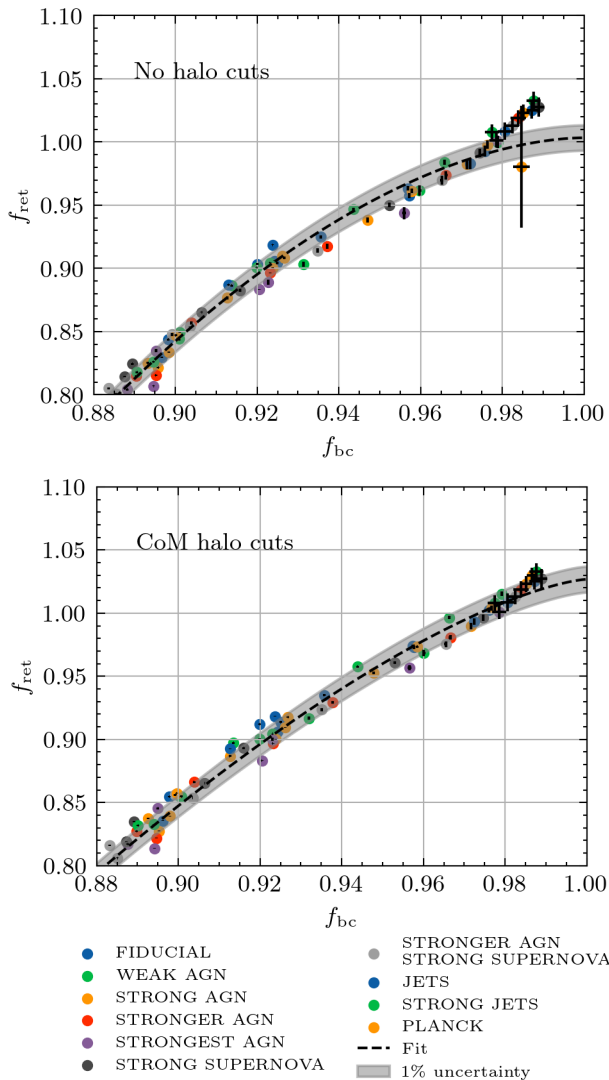 1.10
No halo cuts
1.05
1.00
0.95
0.90
0.85
0.80
f_ret
0.88 0.90 0.92 0.94 0.96 0.98 1.00
f_bc
1.10
CoM halo cuts
1.05
1.00
0.95
0.90
0.85
0.80
f_ret
0.88 0.90 0.92 0.94 0.96 0.98 1.00
f_bc
FIDUCIAL
WEAK AGN
STRONG AGN
STRONGER AGN
STRONGEST AGN
STRONG SUPERNOVA
STRONGER AGN
STRONG SUPERNOVA
JETS
STRONG JETS
PLANCK
Fit
1% uncertainty